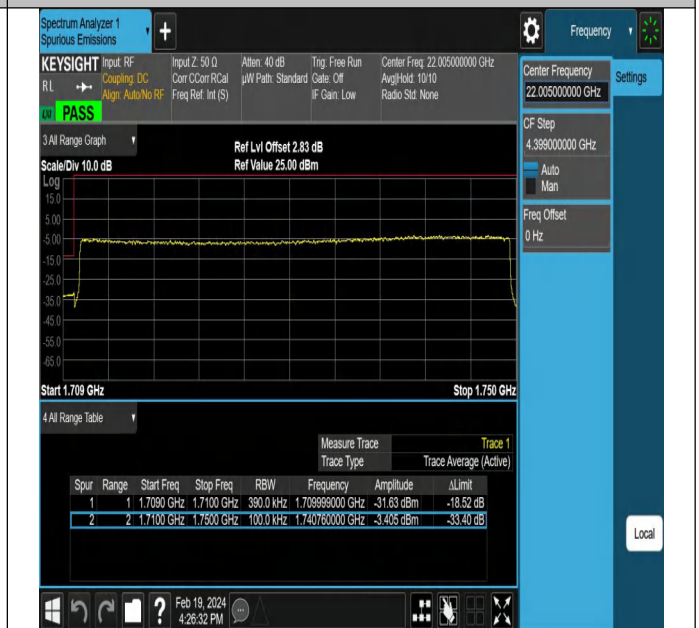 Spectrum Analyzer 1
Spurious Emissions
+
Frequency
KEYSIGHT
RL
PASS
Input: RF
Coupling: DC
Align: Auto/No RF
Input Z: 50 Ω
Corr CCorr RCal
Freq Ref: Int (S)
Atten: 40 dB
µW Path: Standard
Trig: Free Run
Gate: Off
IF Gain: Low
Center Freq: 22.005000000 GHz
Avg|Hold: 10/10
Radio Std: None
Center Frequency
22.005000000 GHz
Settings
CF Step
4.399000000 GHz
Auto
Man
Freq Offset
0 Hz
3 All Range Graph
Scale/Div 10.0 dB
Ref Lvl Offset 2.83 dB
Ref Value 25.00 dBm
Log
15.0
5.00
-5.00
-15.0
-25.0
-35.0
-45.0
-55.0
-65.0
Start 1.709 GHz Stop 1.750 GHz
4 All Range Table
Measure Trace Trace 1
Trace Type Trace Average (Active)
Spur Range Start Freq Stop Freq RBW Frequency Amplitude ΔLimit
1 1 1.7090 GHz 1.7100 GHz 390.0 kHz 1.709999000 GHz -31.63 dBm -18.52 dB
2 2 1.7100 GHz 1.7500 GHz 100.0 kHz 1.740760000 GHz -3.405 dBm -33.40 dB
Local
?
Feb 19, 2024
4:26:32 PM